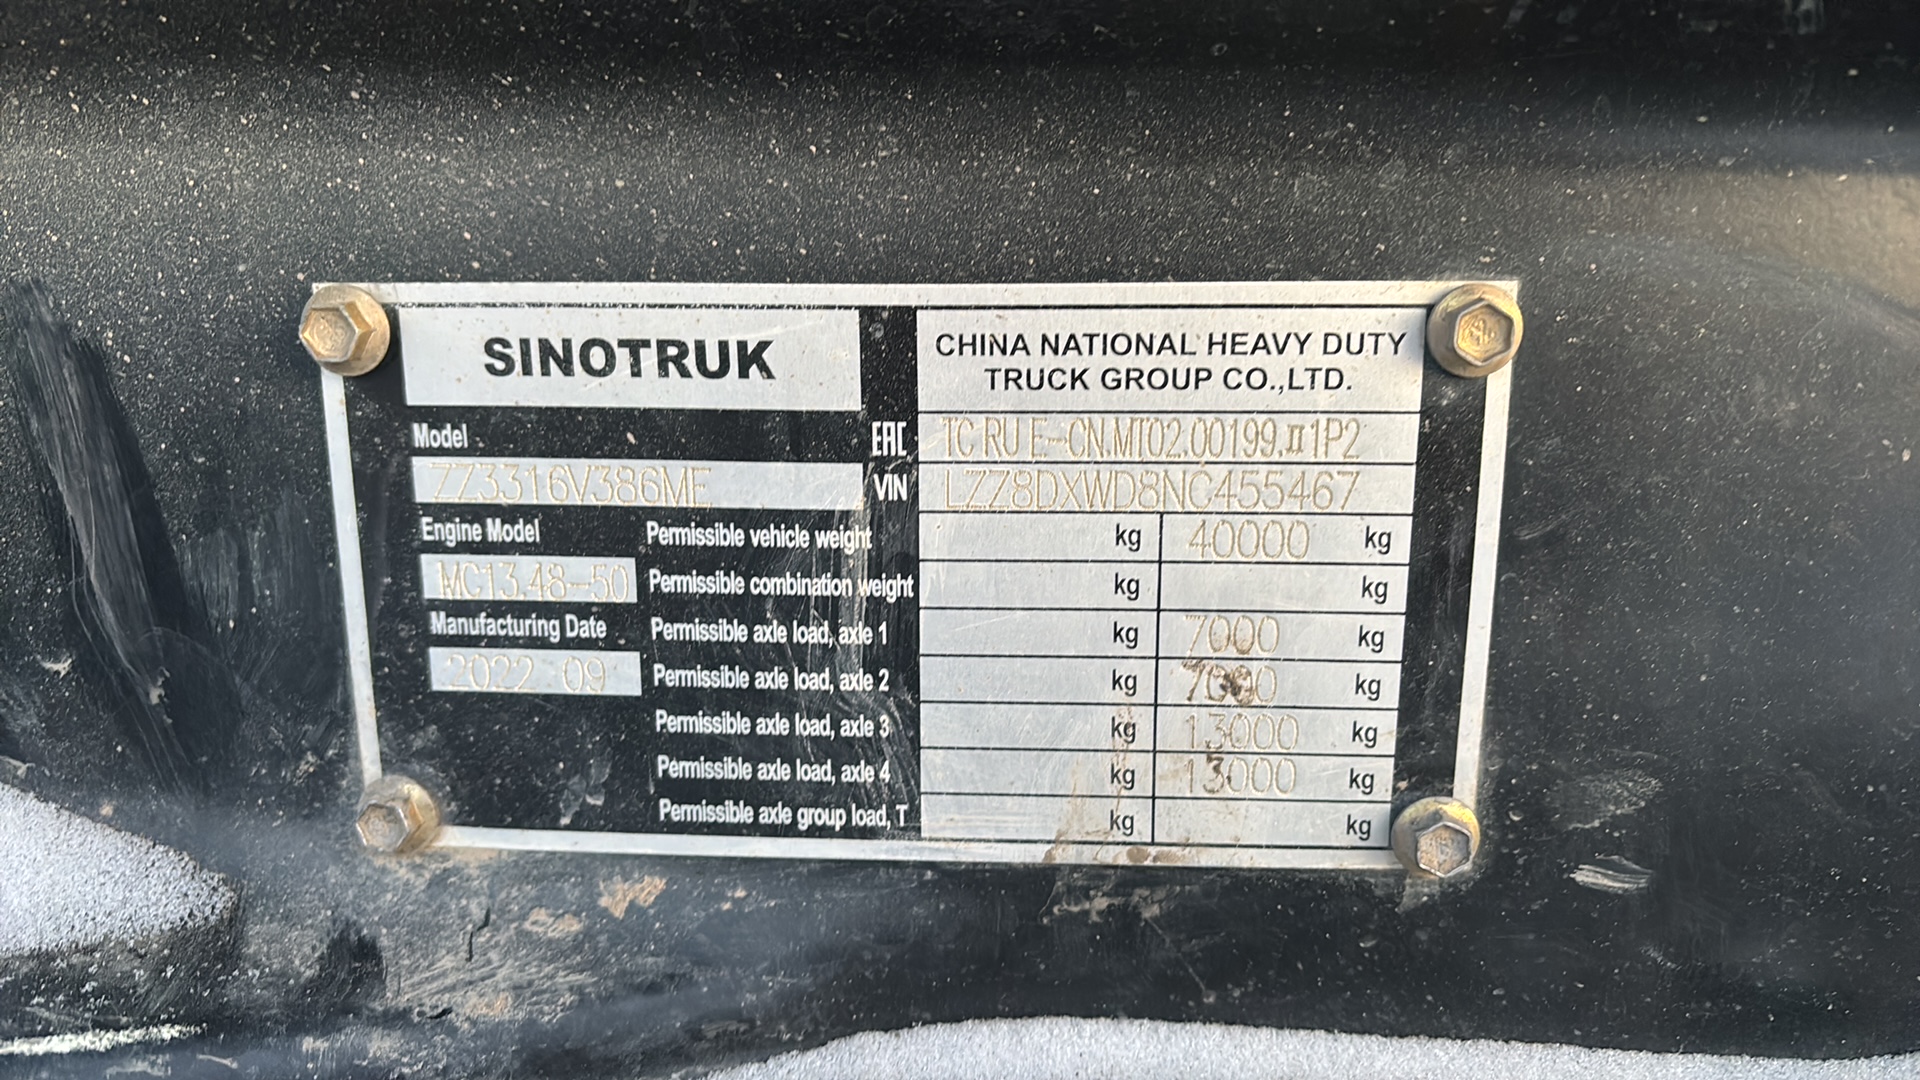 SINOTRUK
CHINA NATIONAL HEAVY DUTY
TRUCK GROUP CO.,LTD.
Model
EAC TC RU E-CN.MT02.00199.П1P2
ZZ3316V386ME
VIN LZZ8DXWD8NC455467
Engine Model
MC13.48-50
Manufacturing Date
2022 09
Permissible vehicle weight kg 40000 kg
Permissible combination weight kg kg
Permissible axle load, axle 1 kg 7000 kg
Permissible axle load, axle 2 kg 7000 kg
Permissible axle load, axle 3 kg 13000 kg
Permissible axle load, axle 4 kg 13000 kg
Permissible axle group load, T kg kg